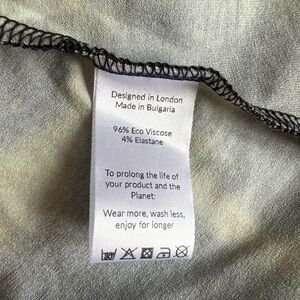 Designed in London
Made in Bulgaria
96% Eco Viscose
4% Elastane
To prolong the life of
your product and the
Planet:
Wear more, wash less,
enjoy for longer